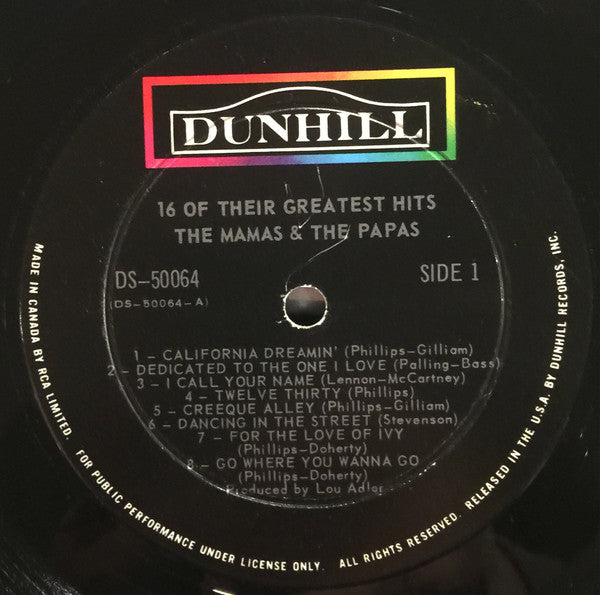 DUNHILL
16 OF THEIR GREATEST HITS
THE MAMAS & THE PAPAS
DS-50064
SIDE 1
(DS-50064-A)
1 - CALIFORNIA DREAMIN' (Phillips-Gilliam)
2 - DEDICATED TO THE ONE I LOVE (Palling-Bass)
3 - I CALL YOUR NAME (Lennon-McCartney)
4 - TWELVE THIRTY (Phillips)
5 - CREEQUE ALLEY (Phillips-Gilliam)
6 - DANCING IN THE STREET (Stevenson)
7 - FOR THE LOVE OF IVY
(Phillips-Doherty)
8 - GO WHERE YOU WANNA GO
(Phillips-Doherty)
Produced by Lou Adler
MADE IN CANADA BY RCA LIMITED. FOR PUBLIC PERFORMANCE UNDER LICENSE ONLY. ALL RIGHTS RESERVED. RELEASED IN THE U.S.A. BY DUNHILL RECORDS, INC.